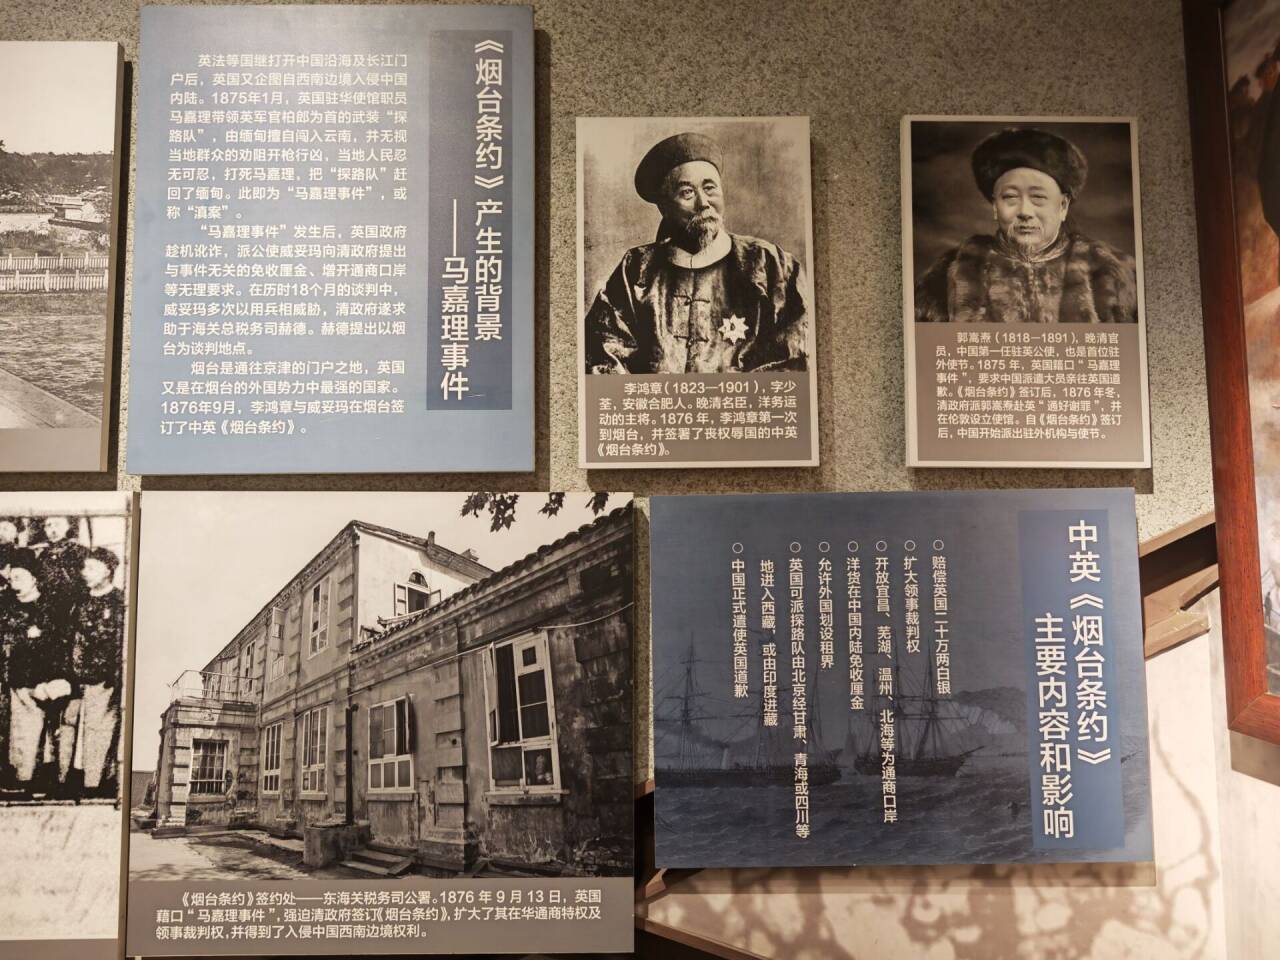 《烟台条约》产生的背景
——马嘉理事件
英法等国继打开中国沿海及长江门
户后，英国又企图自西南边境入侵中国
内陆。1875年1月，英国驻华使馆职员
马嘉理带领英军官柏郎为首的武装“探
路队”，由缅甸擅自闯入云南，并无视
当地群众的劝阻开枪行凶，当地人民忍
无可忍，打死马嘉理，把“探路队”赶
回了缅甸。此即为“马嘉理事件”，或
称“滇案”。
“马嘉理事件”发生后，英国政府
趁机讹诈，派公使威妥玛向清政府提出
与事件无关的免收厘金、增开通商口岸
等无理要求。在历时18个月的谈判中，
威妥玛多次以用兵相威胁，清政府遂求
助于海关总税务司赫德。赫德提出以烟
台为谈判地点。
烟台是通往京津的门户之地，英国
又是在烟台的外国势力中最强的国家。
1876年9月，李鸿章与威妥玛在烟台签
订了中英《烟台条约》。
李鸿章（1823—1901），字少
荃，安徽合肥人。晚清名臣，洋务运
动的主将。1876年，李鸿章第一次
到烟台，并签署了丧权辱国的中英
《烟台条约》。
郭嵩焘（1818－1891），晚清官
员，中国第一任驻英公使，也是首位驻
外使节。1875年，英国藉口“马嘉理
事件”，要求中国派遣大员亲往英国道
歉。《烟台条约》签订后，1876年冬，
清政府派郭嵩焘赴英“通好谢罪”，并
在伦敦设立使馆。自《烟台条约》签订
后，中国开始派出驻外机构与使节。
《烟台条约》签约处——东海关税务司公署。1876年9月13日，英国
藉口“马嘉理事件”，强迫清政府签订《烟台条约》，扩大了其在华通商特权及
领事裁判权，并得到了入侵中国西南边境权利。
中英《烟台条约》
主要内容和影响
○ 赔偿英国二十万两白银
○ 扩大领事裁判权
○ 开放宜昌、芜湖、温州、北海等为通商口岸
○ 洋货在中国内陆免收厘金
○ 允许外国划设租界
○ 英国可派探路队由北京经甘肃、青海或四川等
地进入西藏，或由印度进藏
○ 中国正式遣使英国道歉